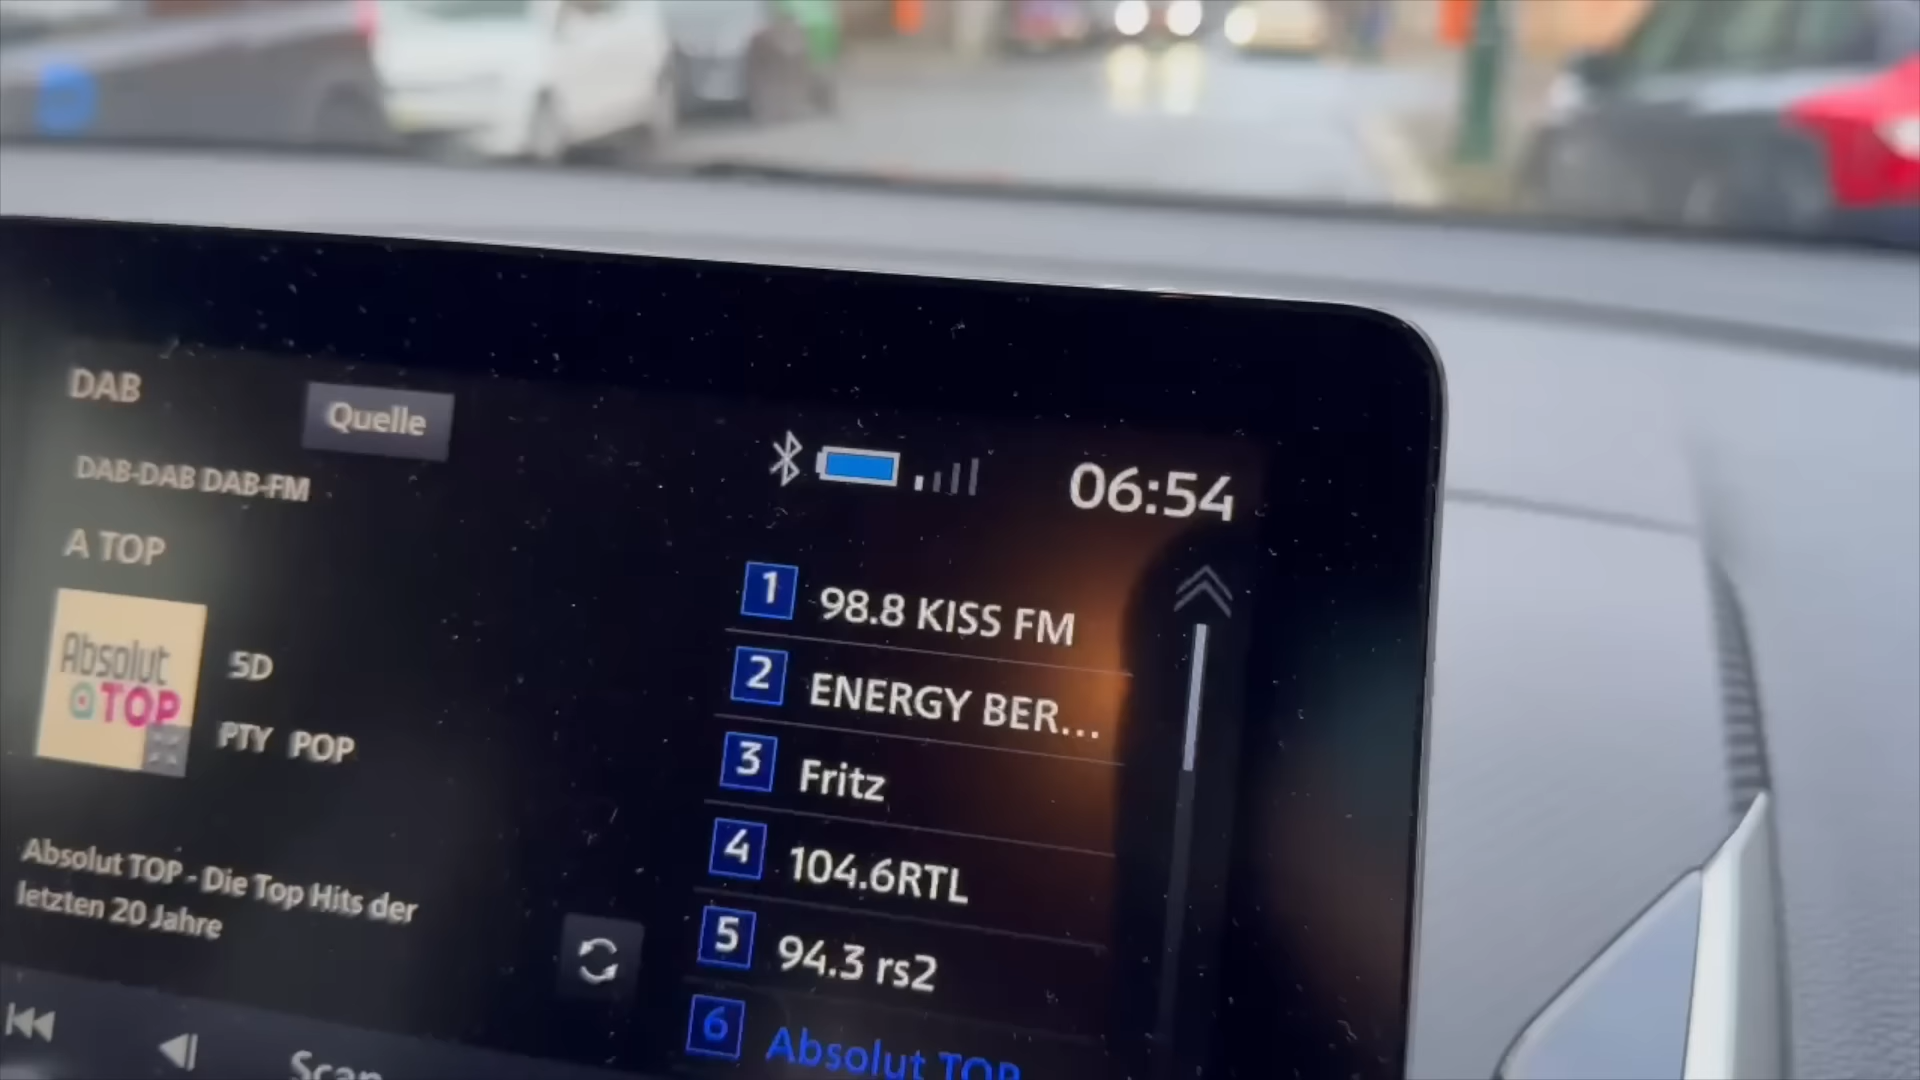 DAB
Quelle
DAB-DAB DAB-FM
A TOP
Absolut
TOP
5D
PTY POP
Absolut TOP - Die Top Hits der
letzten 20 Jahre
Scan
06:54
1 98.8 KISS FM
2 ENERGY BER...
3 Fritz
4 104.6RTL
5 94.3 rs2
6 Absolut TOP